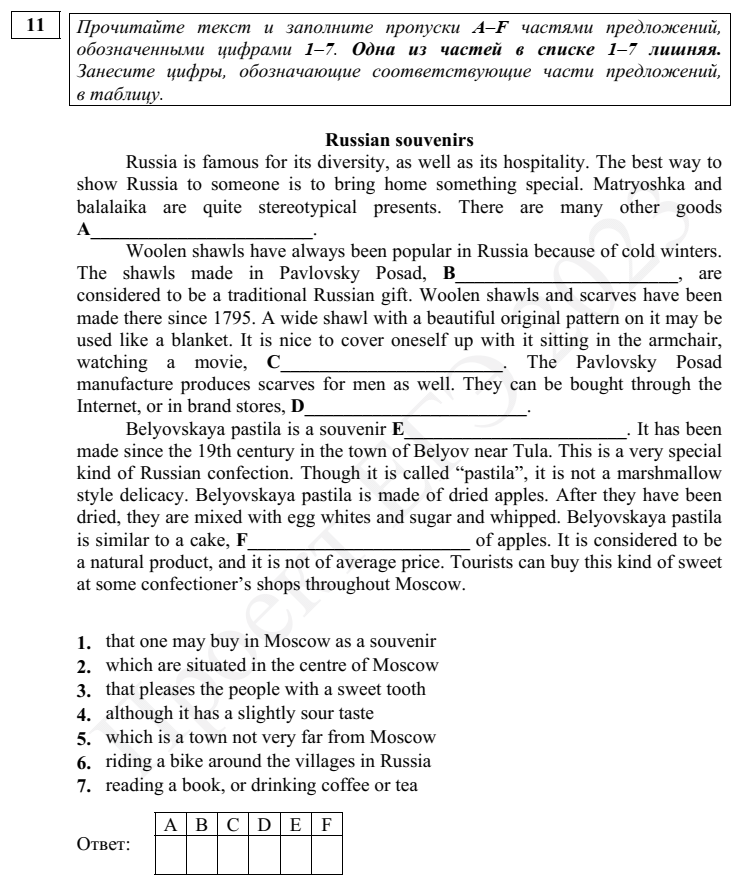 11
Прочитайте текст и заполните пропуски A–F частями предложений,
обозначенными цифрами 1–7. Одна из частей в списке 1–7 лишняя.
Занесите цифры, обозначающие соответствующие части предложений,
в таблицу.
Russian souvenirs
Russia is famous for its diversity, as well as its hospitality. The best way to
show Russia to someone is to bring home something special. Matryoshka and
balalaika are quite stereotypical presents. There are many other goods
A_______________________.
Woolen shawls have always been popular in Russia because of cold winters.
The shawls made in Pavlovsky Posad, B_______________________, are
considered to be a traditional Russian gift. Woolen shawls and scarves have been
made there since 1795. A wide shawl with a beautiful original pattern on it may be
used like a blanket. It is nice to cover oneself up with it sitting in the armchair,
watching a movie, C_______________________. The Pavlovsky Posad
manufacture produces scarves for men as well. They can be bought through the
Internet, or in brand stores, D_______________________.
Belyovskaya pastila is a souvenir E_______________________. It has been
made since the 19th century in the town of Belyov near Tula. This is a very special
kind of Russian confection. Though it is called “pastila”, it is not a marshmallow
style delicacy. Belyovskaya pastila is made of dried apples. After they have been
dried, they are mixed with egg whites and sugar and whipped. Belyovskaya pastila
is similar to a cake, F_______________________ of apples. It is considered to be
a natural product, and it is not of average price. Tourists can buy this kind of sweet
at some confectioner’s shops throughout Moscow.
1. that one may buy in Moscow as a souvenir
2. which are situated in the centre of Moscow
3. that pleases the people with a sweet tooth
4. although it has a slightly sour taste
5. which is a town not very far from Moscow
6. riding a bike around the villages in Russia
7. reading a book, or drinking coffee or tea
A B C D E F
Ответ:
Проект ЕГЭ 2023